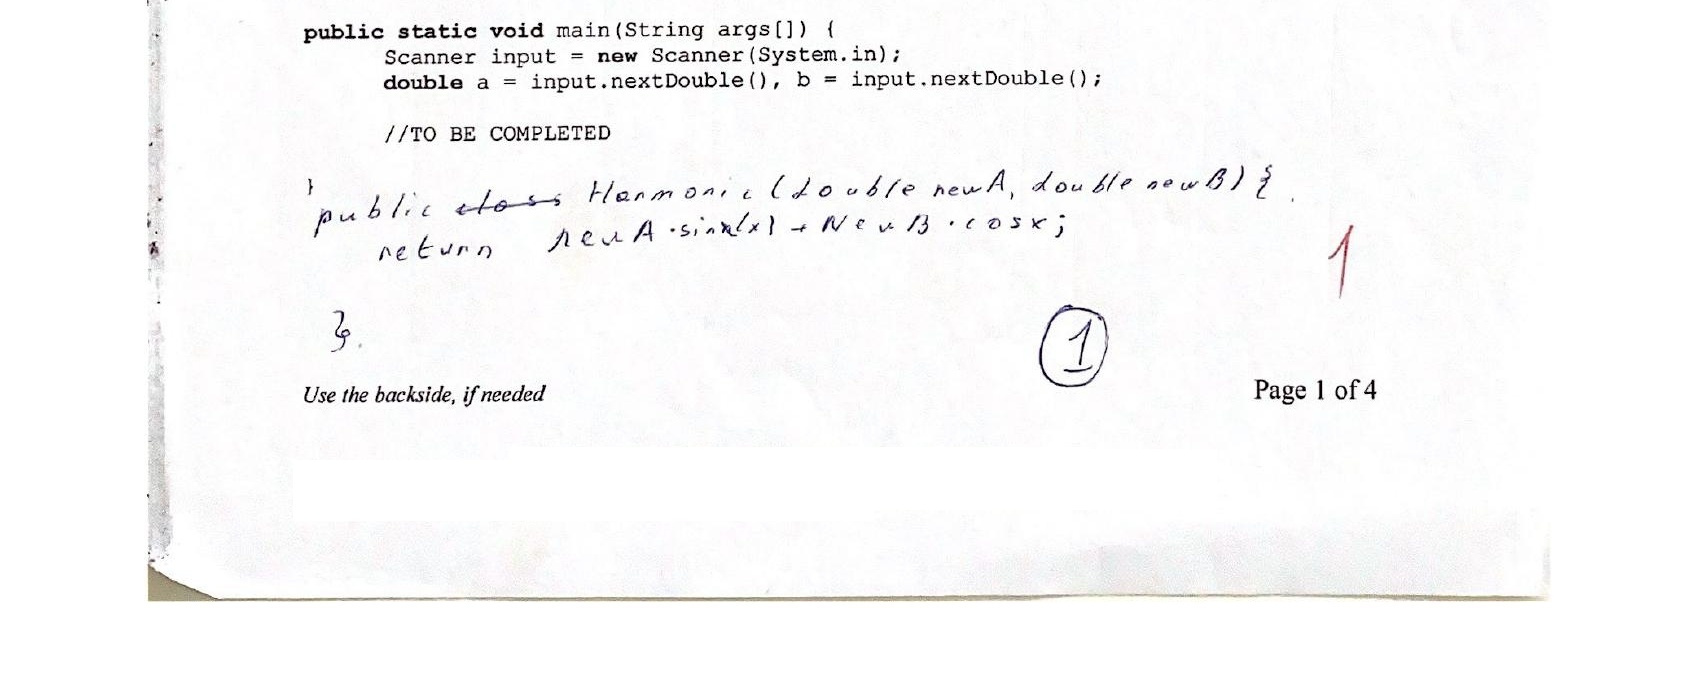 public static void main(String args[]) {
Scanner input = new Scanner(System.in);
double a = input.nextDouble(), b = input.nextDouble();
//TO BE COMPLETED
}
public class Harmonic (double newA, double newB) {
return newA·sin(x) + NewB·cosx;
1
}.
1
Use the backside, if needed
Page 1 of 4